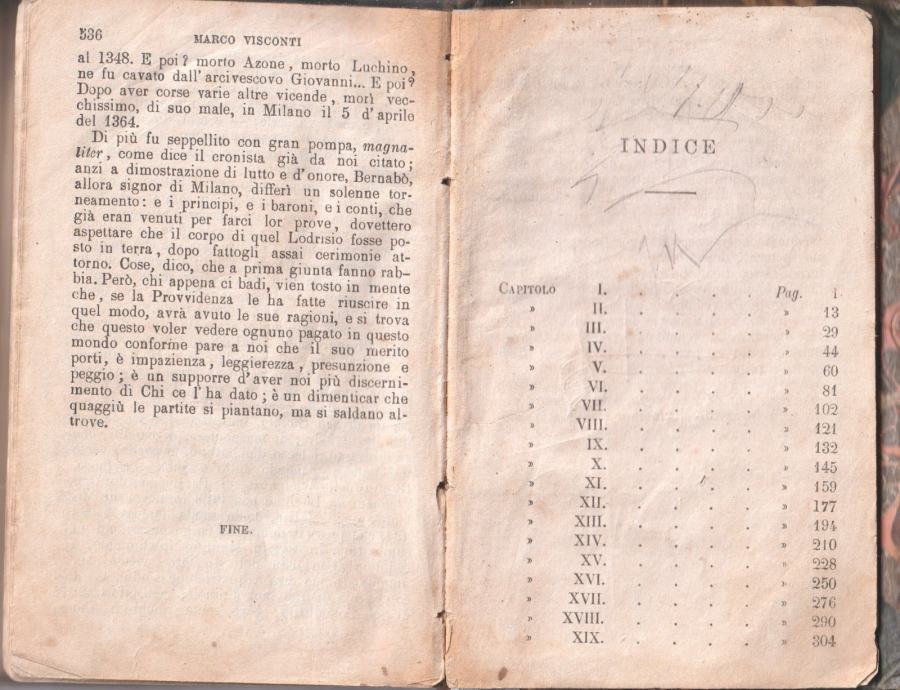 536
MARCO VISCONTI
al 1348. E poi? morto Azone, morto Luchino,
ne fu cavato dall'arcivescovo Giovanni... E poi?
Dopo aver corse varie altre vicende, morì vec-
chissimo, di suo male, in Milano il 5 d'aprile
del 1364.
Di più fu seppellito con gran pompa, magna-
liter, come dice il cronista già da noi citato;
anzi a dimostrazione di lutto e d'onore, Bernabò,
allora signor di Milano, differì un solenne tor-
neamento: e i principi, e i baroni, e i conti, che
già eran venuti per farci lor prove, dovettero
aspettare che il corpo di quel Lodrisio fosse po-
sto in terra, dopo fattogli assai cerimonie at-
torno. Cose, dico, che a prima giunta fanno rab-
bia. Però, chi appena ci badi, vien tosto in mente
che, se la Provvidenza le ha fatte riuscire in
quel modo, avrà avuto le sue ragioni, e si trova
che questo voler vedere ognuno pagato in questo
mondo conforme pare a noi che il suo merito
porti, è impazienza, leggierezza, presunzione e
peggio; è un supporre d'aver noi più discerni-
mento di Chi ce l'ha dato; è un dimenticar che
quaggiù le partite si piantano, ma si saldano al-
trove.
FINE.
INDICE
CAPITOLO I. . . . . Pag. 1
» II. . . . . » 13
» III. . . . . » 29
» IV. . . . . » 44
» V. . . . . » 60
» VI. . . . . » 81
» VII. . . . . » 102
» VIII. . . . . » 121
» IX. . . . . » 132
» X. . . . . » 145
» XI. . . . . » 159
» XII. . . . . » 177
» XIII. . . . . » 194
» XIV. . . . . » 210
» XV. . . . . » 228
» XVI. . . . . » 250
» XVII. . . . . » 276
» XVIII. . . . . » 290
» XIX. . . . . » 304